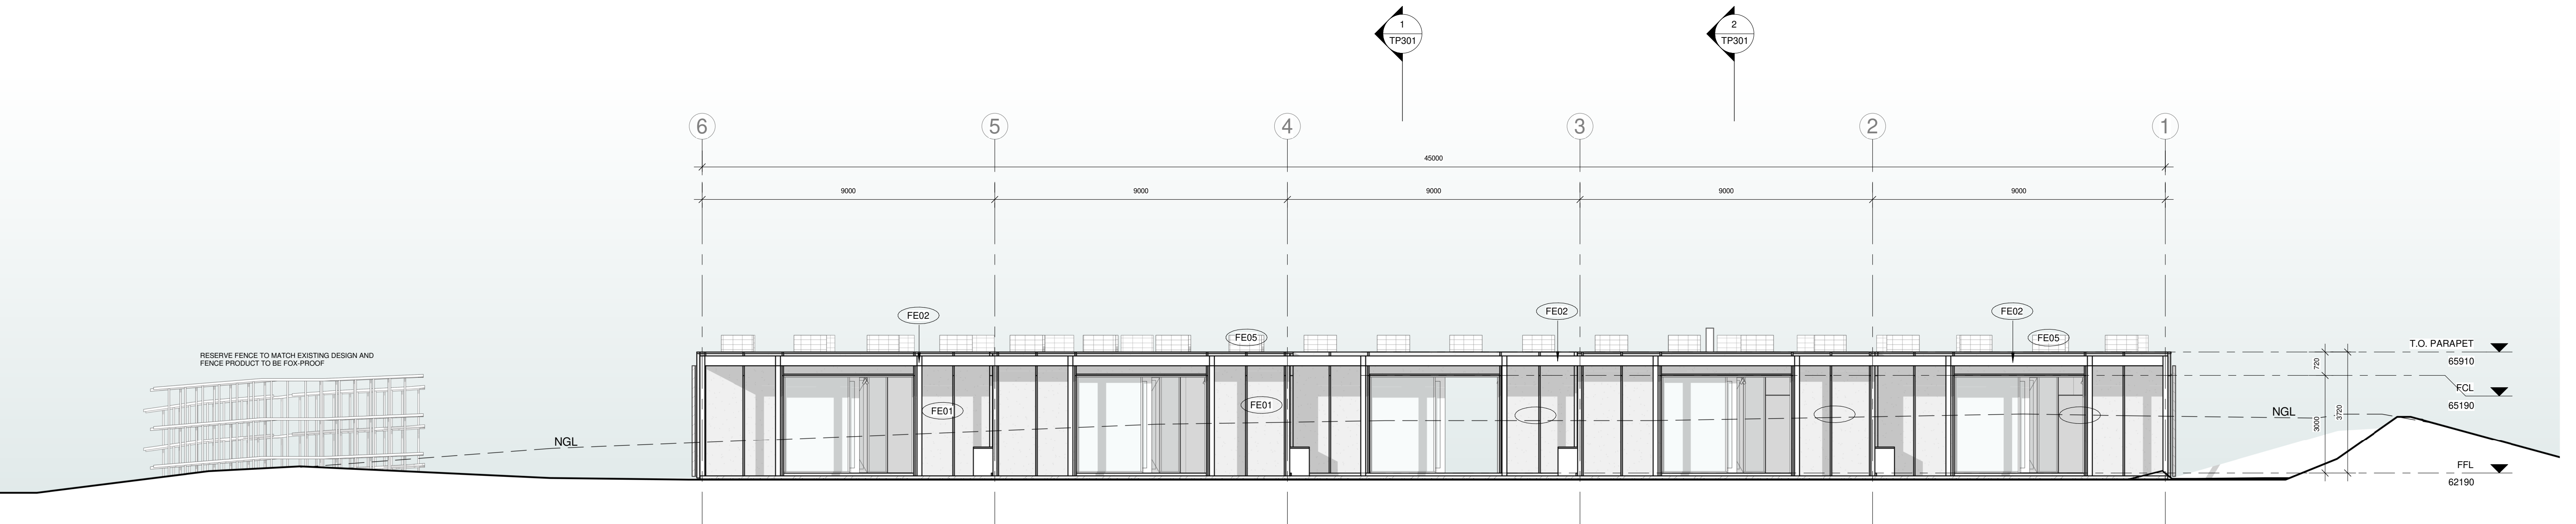 1
TP301
2
TP301
6
5
4
3
2
1
45000
9000
9000
9000
9000
9000
FE02
FE02
FE02
FE05
FE05
RESERVE FENCE TO MATCH EXISTING DESIGN AND
FENCE PRODUCT TO BE FOX-PROOF
T.O. PARAPET
65910
720
FCL
65190
FE01
FE01
NGL
NGL
3000
3720
FFL
62190